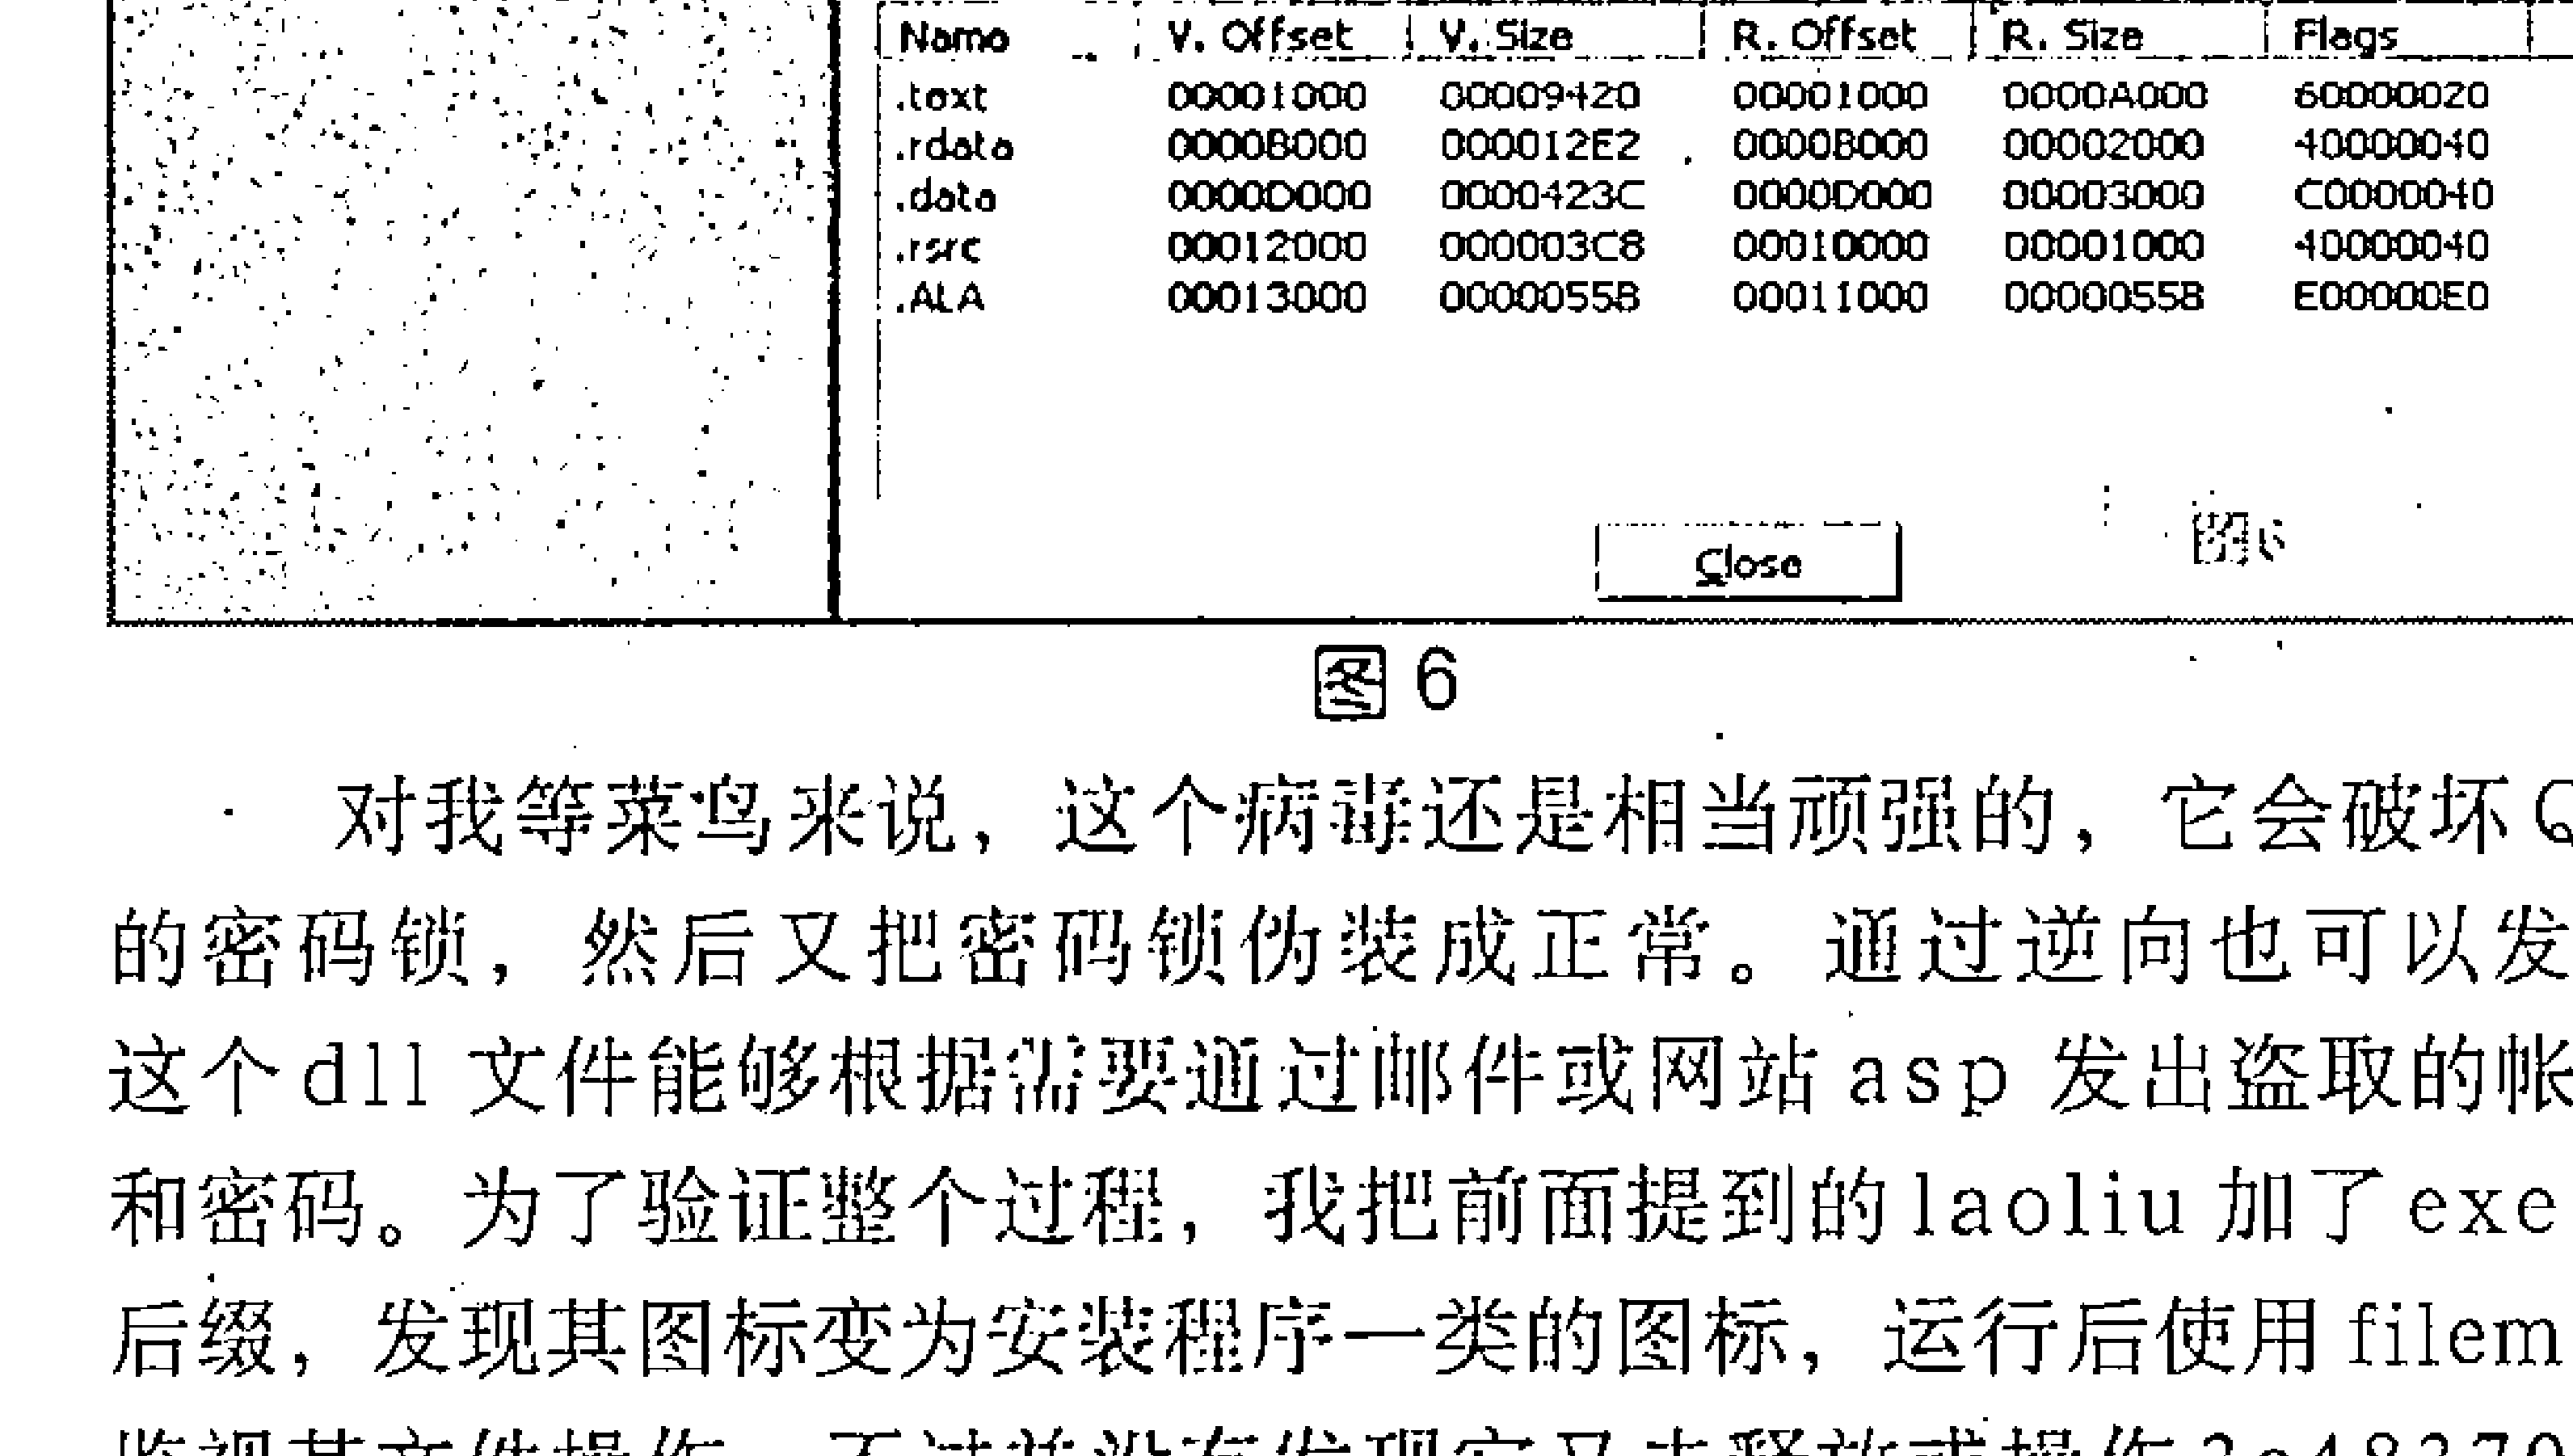 Name V. Offset V. Size R. Offset R. Size Flags
.text 00001000 00009420 00001000 0000A000 60000020
.rdata 0000B000 000012E2 0000B000 00002000 40000040
.data 0000D000 0000423C 0000D000 00003000 C0000040
.rsrc 00012000 000003C8 00010000 00001000 40000040
.ALA 00013000 0000055B 00011000 0000055B E00000E0
Close
图6
图 6
对我等菜鸟来说，这个病毒还是相当顽强的，它会破坏Q
的密码锁，然后又把密码锁伪装成正常。通过逆向也可以发
这个dll文件能够根据需要通过邮件或网站asp发出盗取的帐
和密码。为了验证整个过程，我把前面提到的laoliu加了exe
后缀，发现其图标变为安装程序一类的图标，运行后使用filem